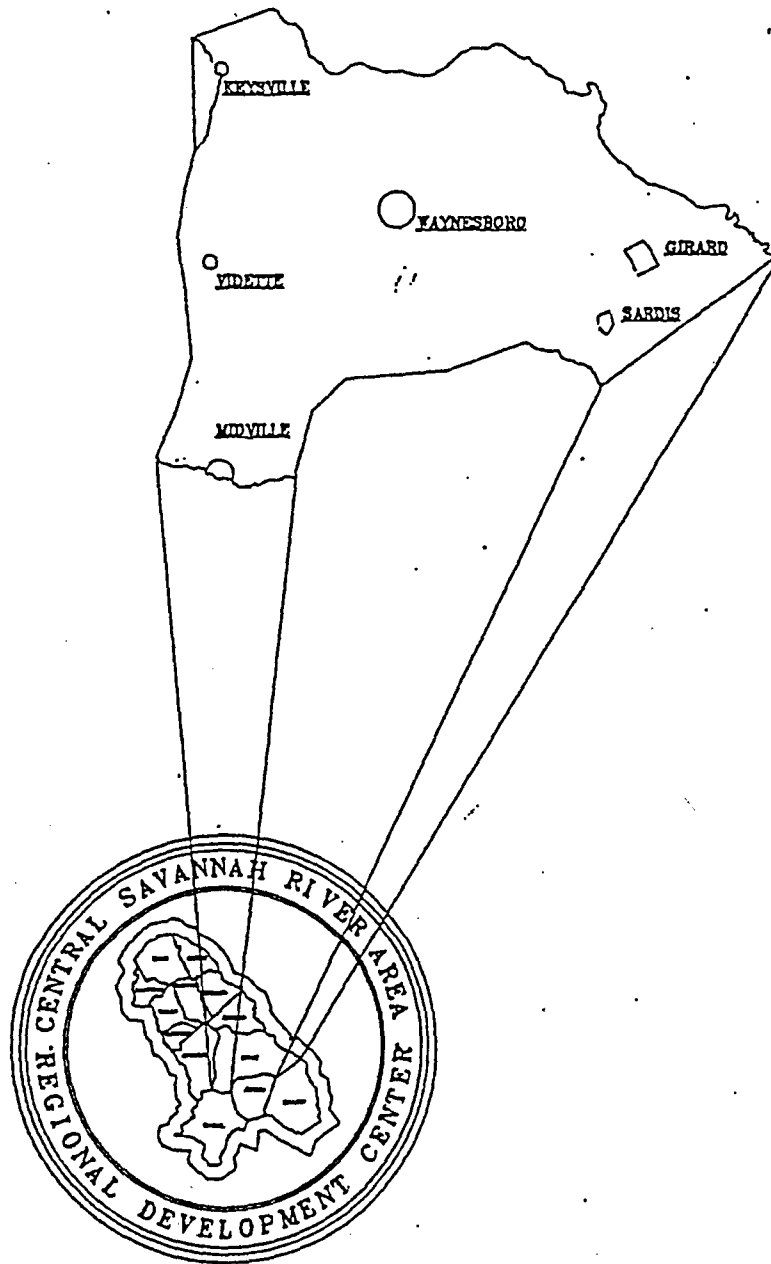 KEYSVILLE
WAYNESBORO
GIRARD
VIDETTE
SARDIS
MIDVILLE
CENTRAL SAVANNAH RIVER AREA
REGIONAL DEVELOPMENT CENTER